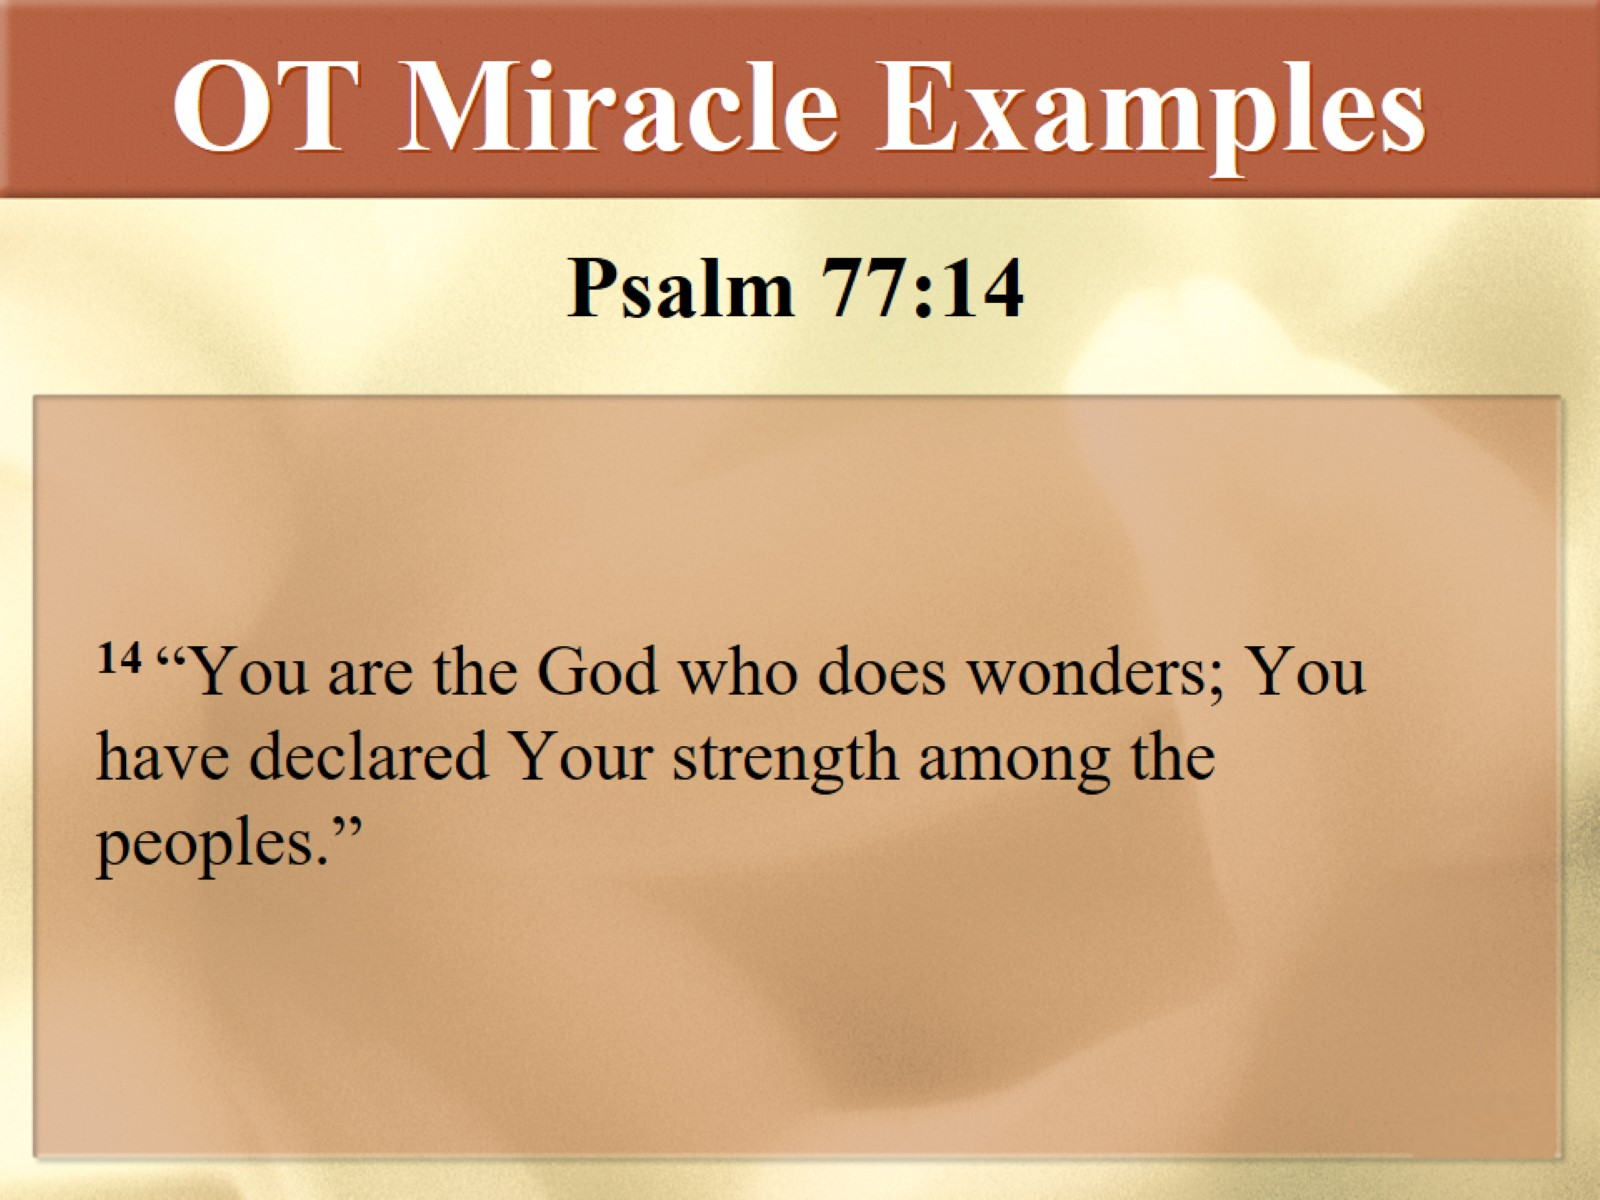 OT Miracle Examples
Psalm 77:14
14 “You are the God who does wonders; You
have declared Your strength among the
peoples.”